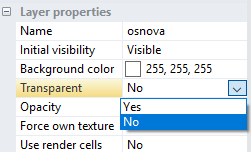 Layer properties
Name osnova
Initial visibility Visible
Background color 255, 255, 255
Transparent No
Opacity Yes
Force own texture No
Use render cells No